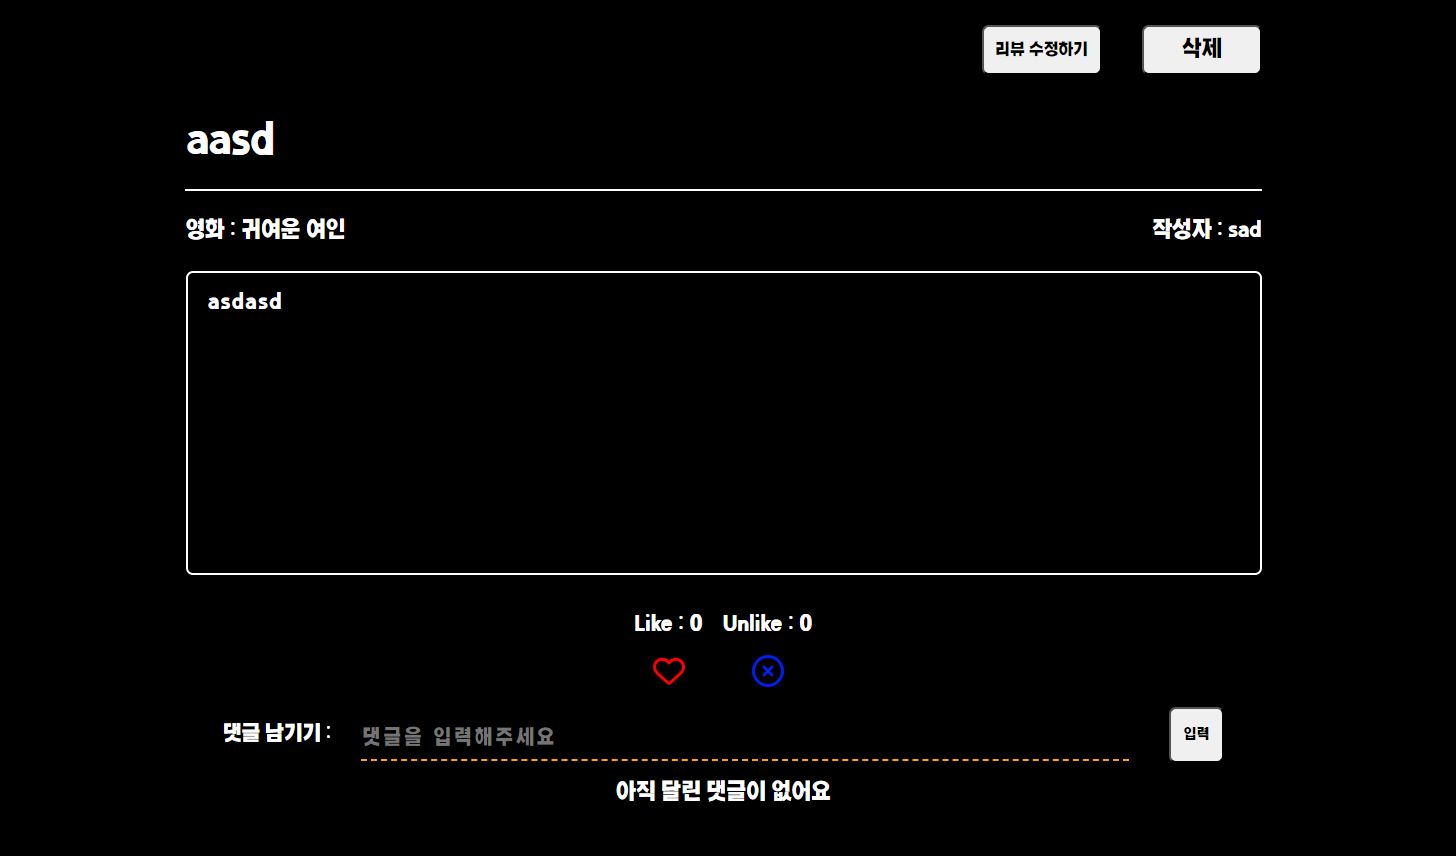 리뷰 수정하기 삭제
aasd
영화 : 귀여운 여인 작성자 : sad
asdasd
Like : 0 Unlike : 0
댓글 남기기 : 댓글을 입력해주세요 입력
아직 달린 댓글이 없어요